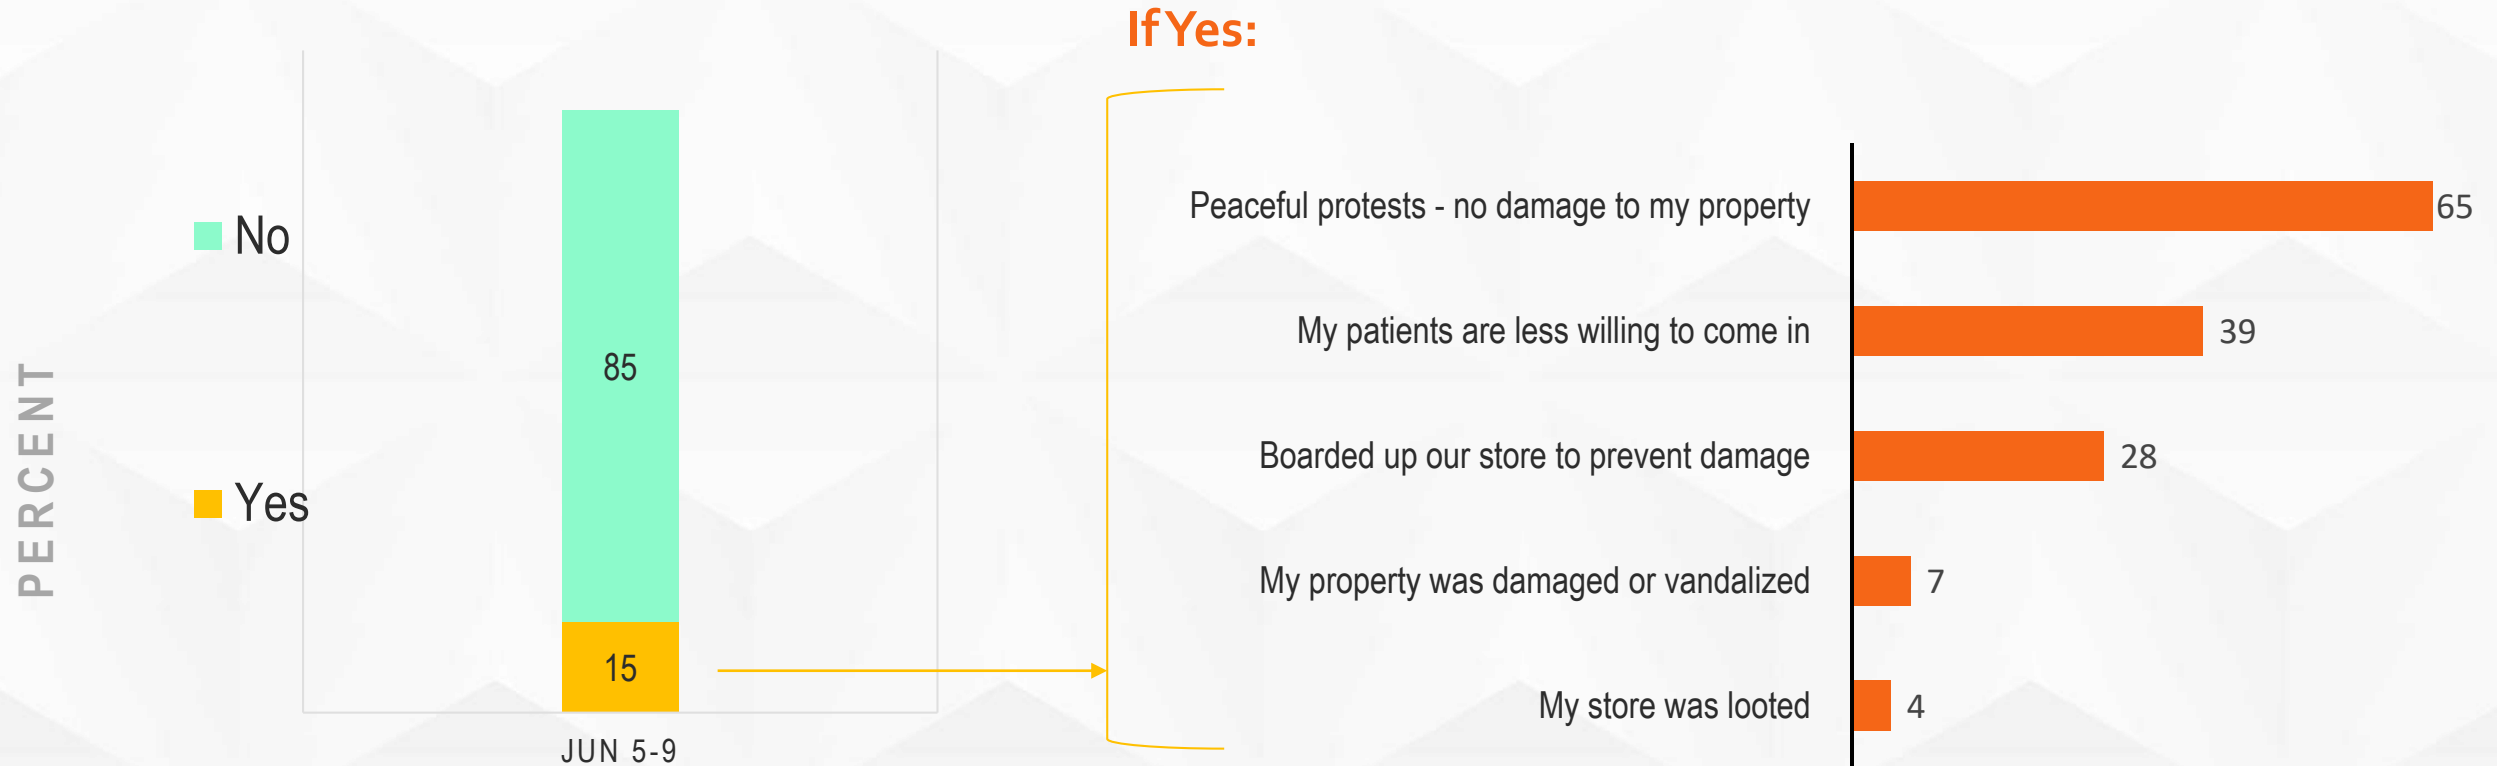 If Yes:
PERCENT
No
Yes
85
15
JUN 5-9
Peaceful protests - no damage to my property
65
My patients are less willing to come in
39
Boarded up our store to prevent damage
28
My property was damaged or vandalized
7
My store was looted
4